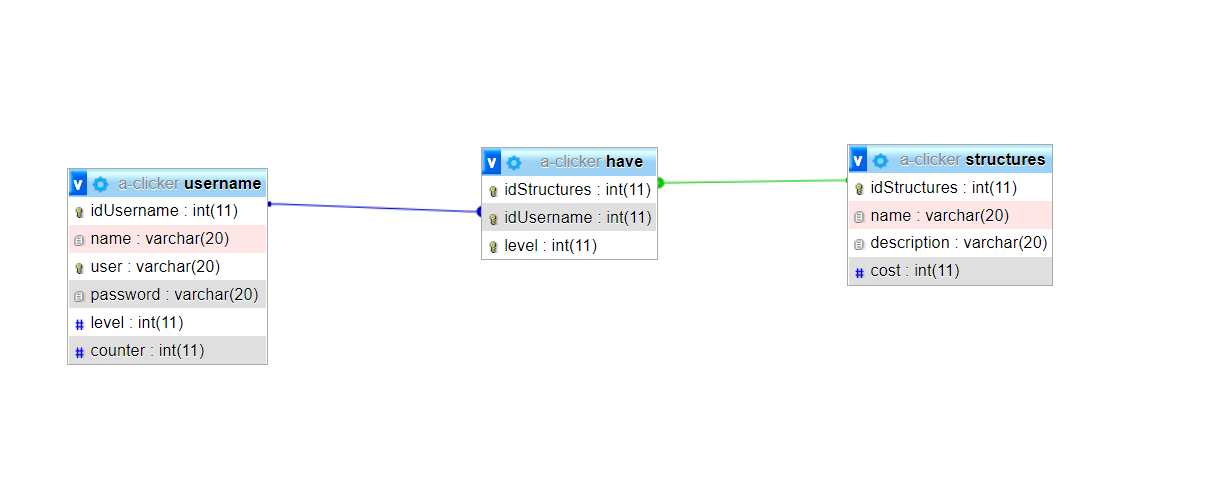 v a-clicker username
idUsername : int(11)
name : varchar(20)
user : varchar(20)
password : varchar(20)
# level : int(11)
# counter : int(11)
v a-clicker have
idStructures : int(11)
idUsername : int(11)
level : int(11)
v a-clicker structures
idStructures : int(11)
name : varchar(20)
description : varchar(20)
# cost : int(11)